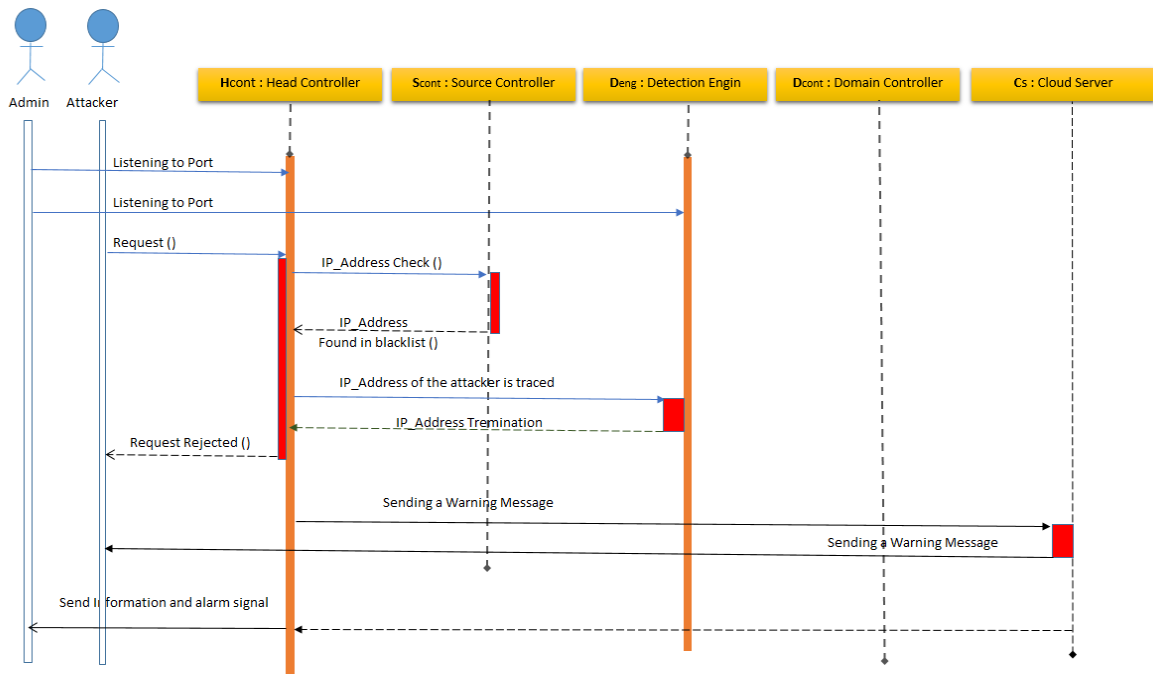 Admin
Attacker
Hcont : Head Controller
Scont : Source Controller
Deng : Detection Engin
Dcont : Domain Controller
Cs : Cloud Server
Listening to Port
Listening to Port
Request ()
IP_Address Check ()
IP_Address
Found in blacklist ()
IP_Address of the attacker is traced
IP_Address Tremination
Request Rejected ()
Sending a Warning Message
Sending a Warning Message
Send Information and alarm signal